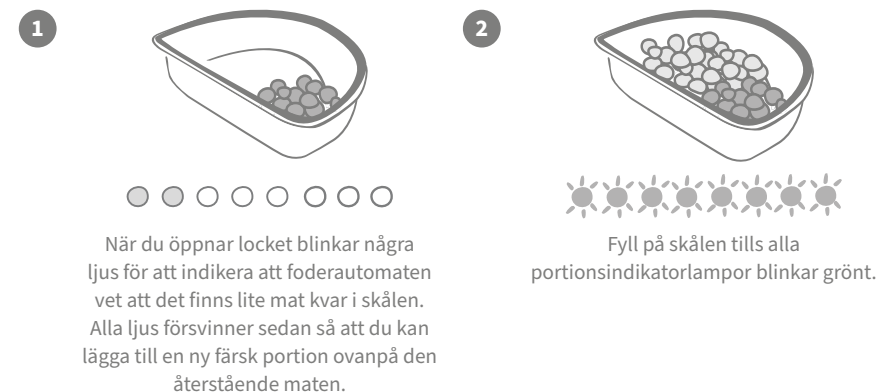 1
När du öppnar locket blinkar några
ljus för att indikera att foderautomaten
vet att det finns lite mat kvar i skålen.
Alla ljus försvinner sedan så att du kan
lägga till en ny färsk portion ovanpå den
återstående maten.
2
Fyll på skålen tills alla
portionsindikatorlampor blinkar grönt.